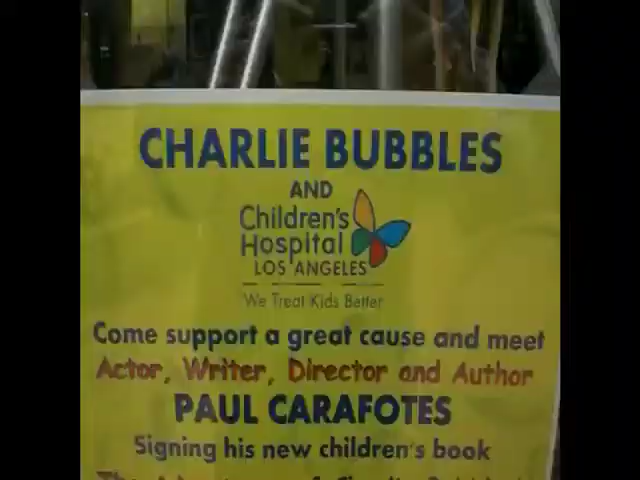 CHARLIE BUBBLES
AND
Children's
Hospital
LOS ANGELES
We Treat Kids Better
Come support a great cause and meet
Actor, Writer, Director and Author
PAUL CARAFOTES
Signing his new children's book